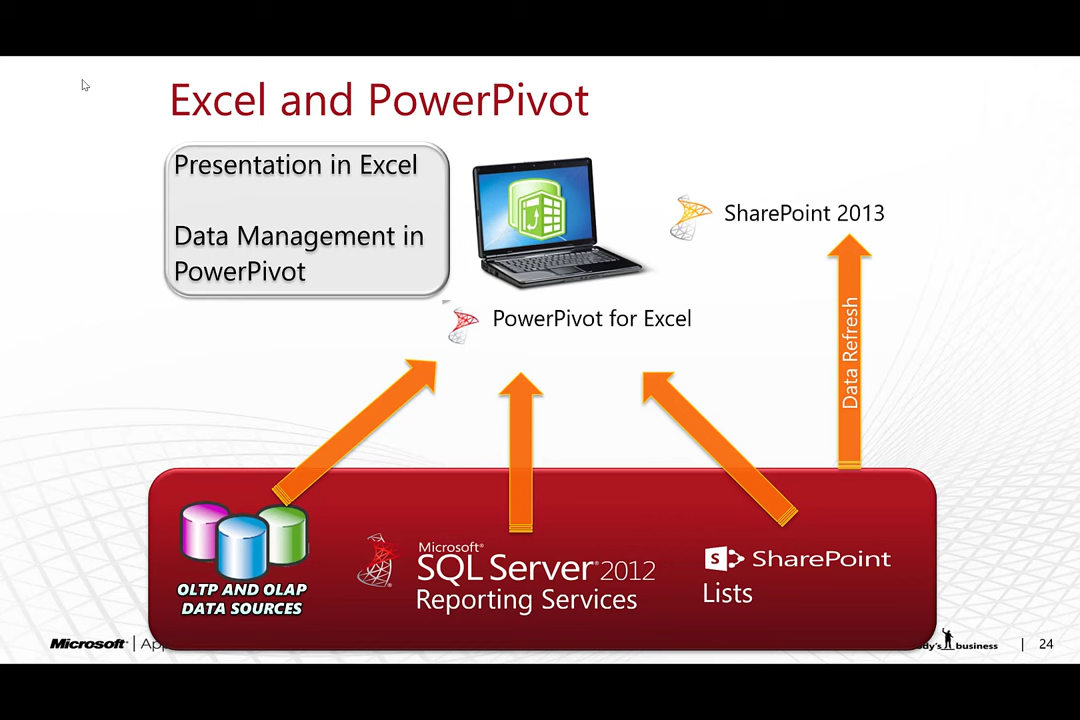 Excel and PowerPivot
Presentation in Excel
Data Management in
PowerPivot
SharePoint 2013
PowerPivot for Excel
Data Refresh
OLTP AND OLAP
DATA SOURCES
Microsoft®
SQL Server® 2012
Reporting Services
S
SharePoint
Lists
Microsoft® | App
business
| 24